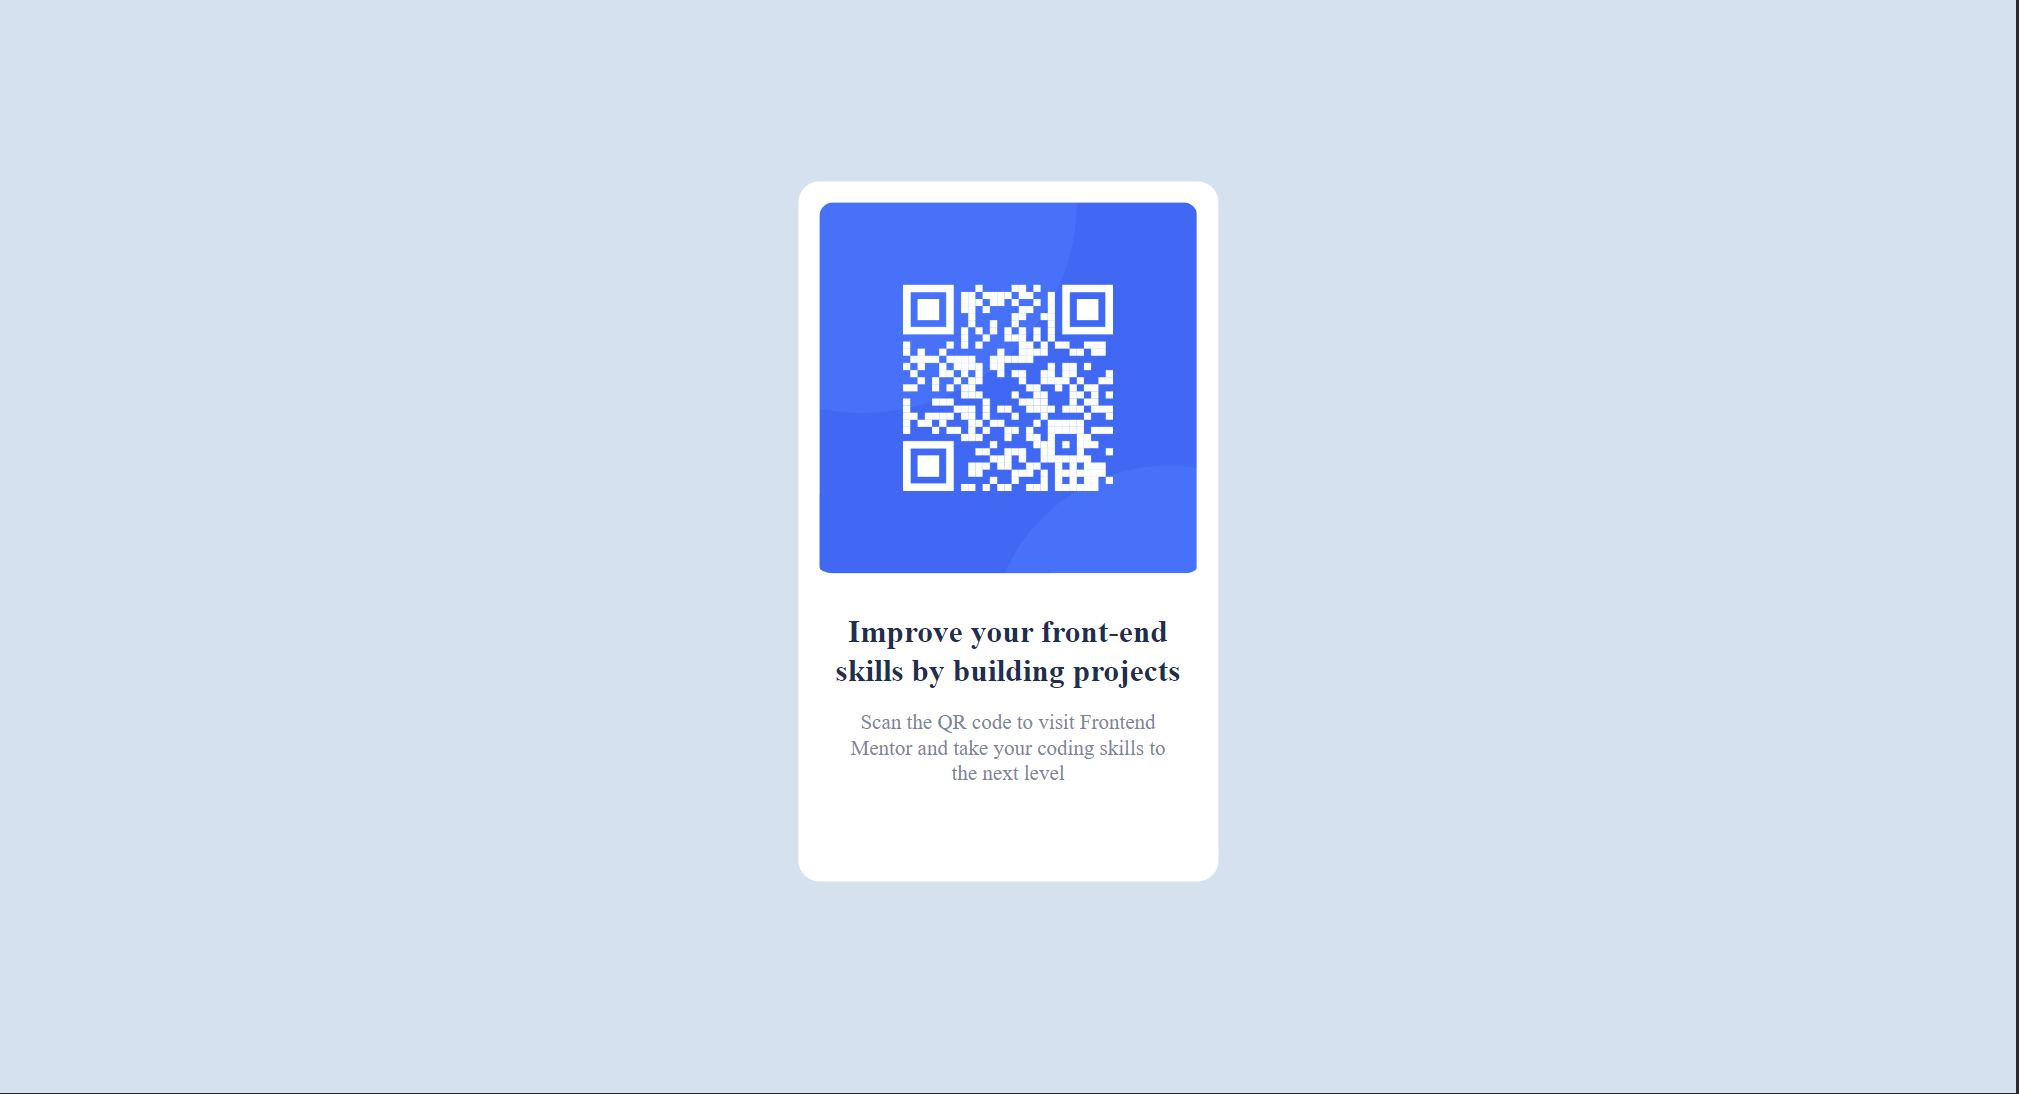 Improve your front-end
skills by building projects
Scan the QR code to visit Frontend
Mentor and take your coding skills to
the next level